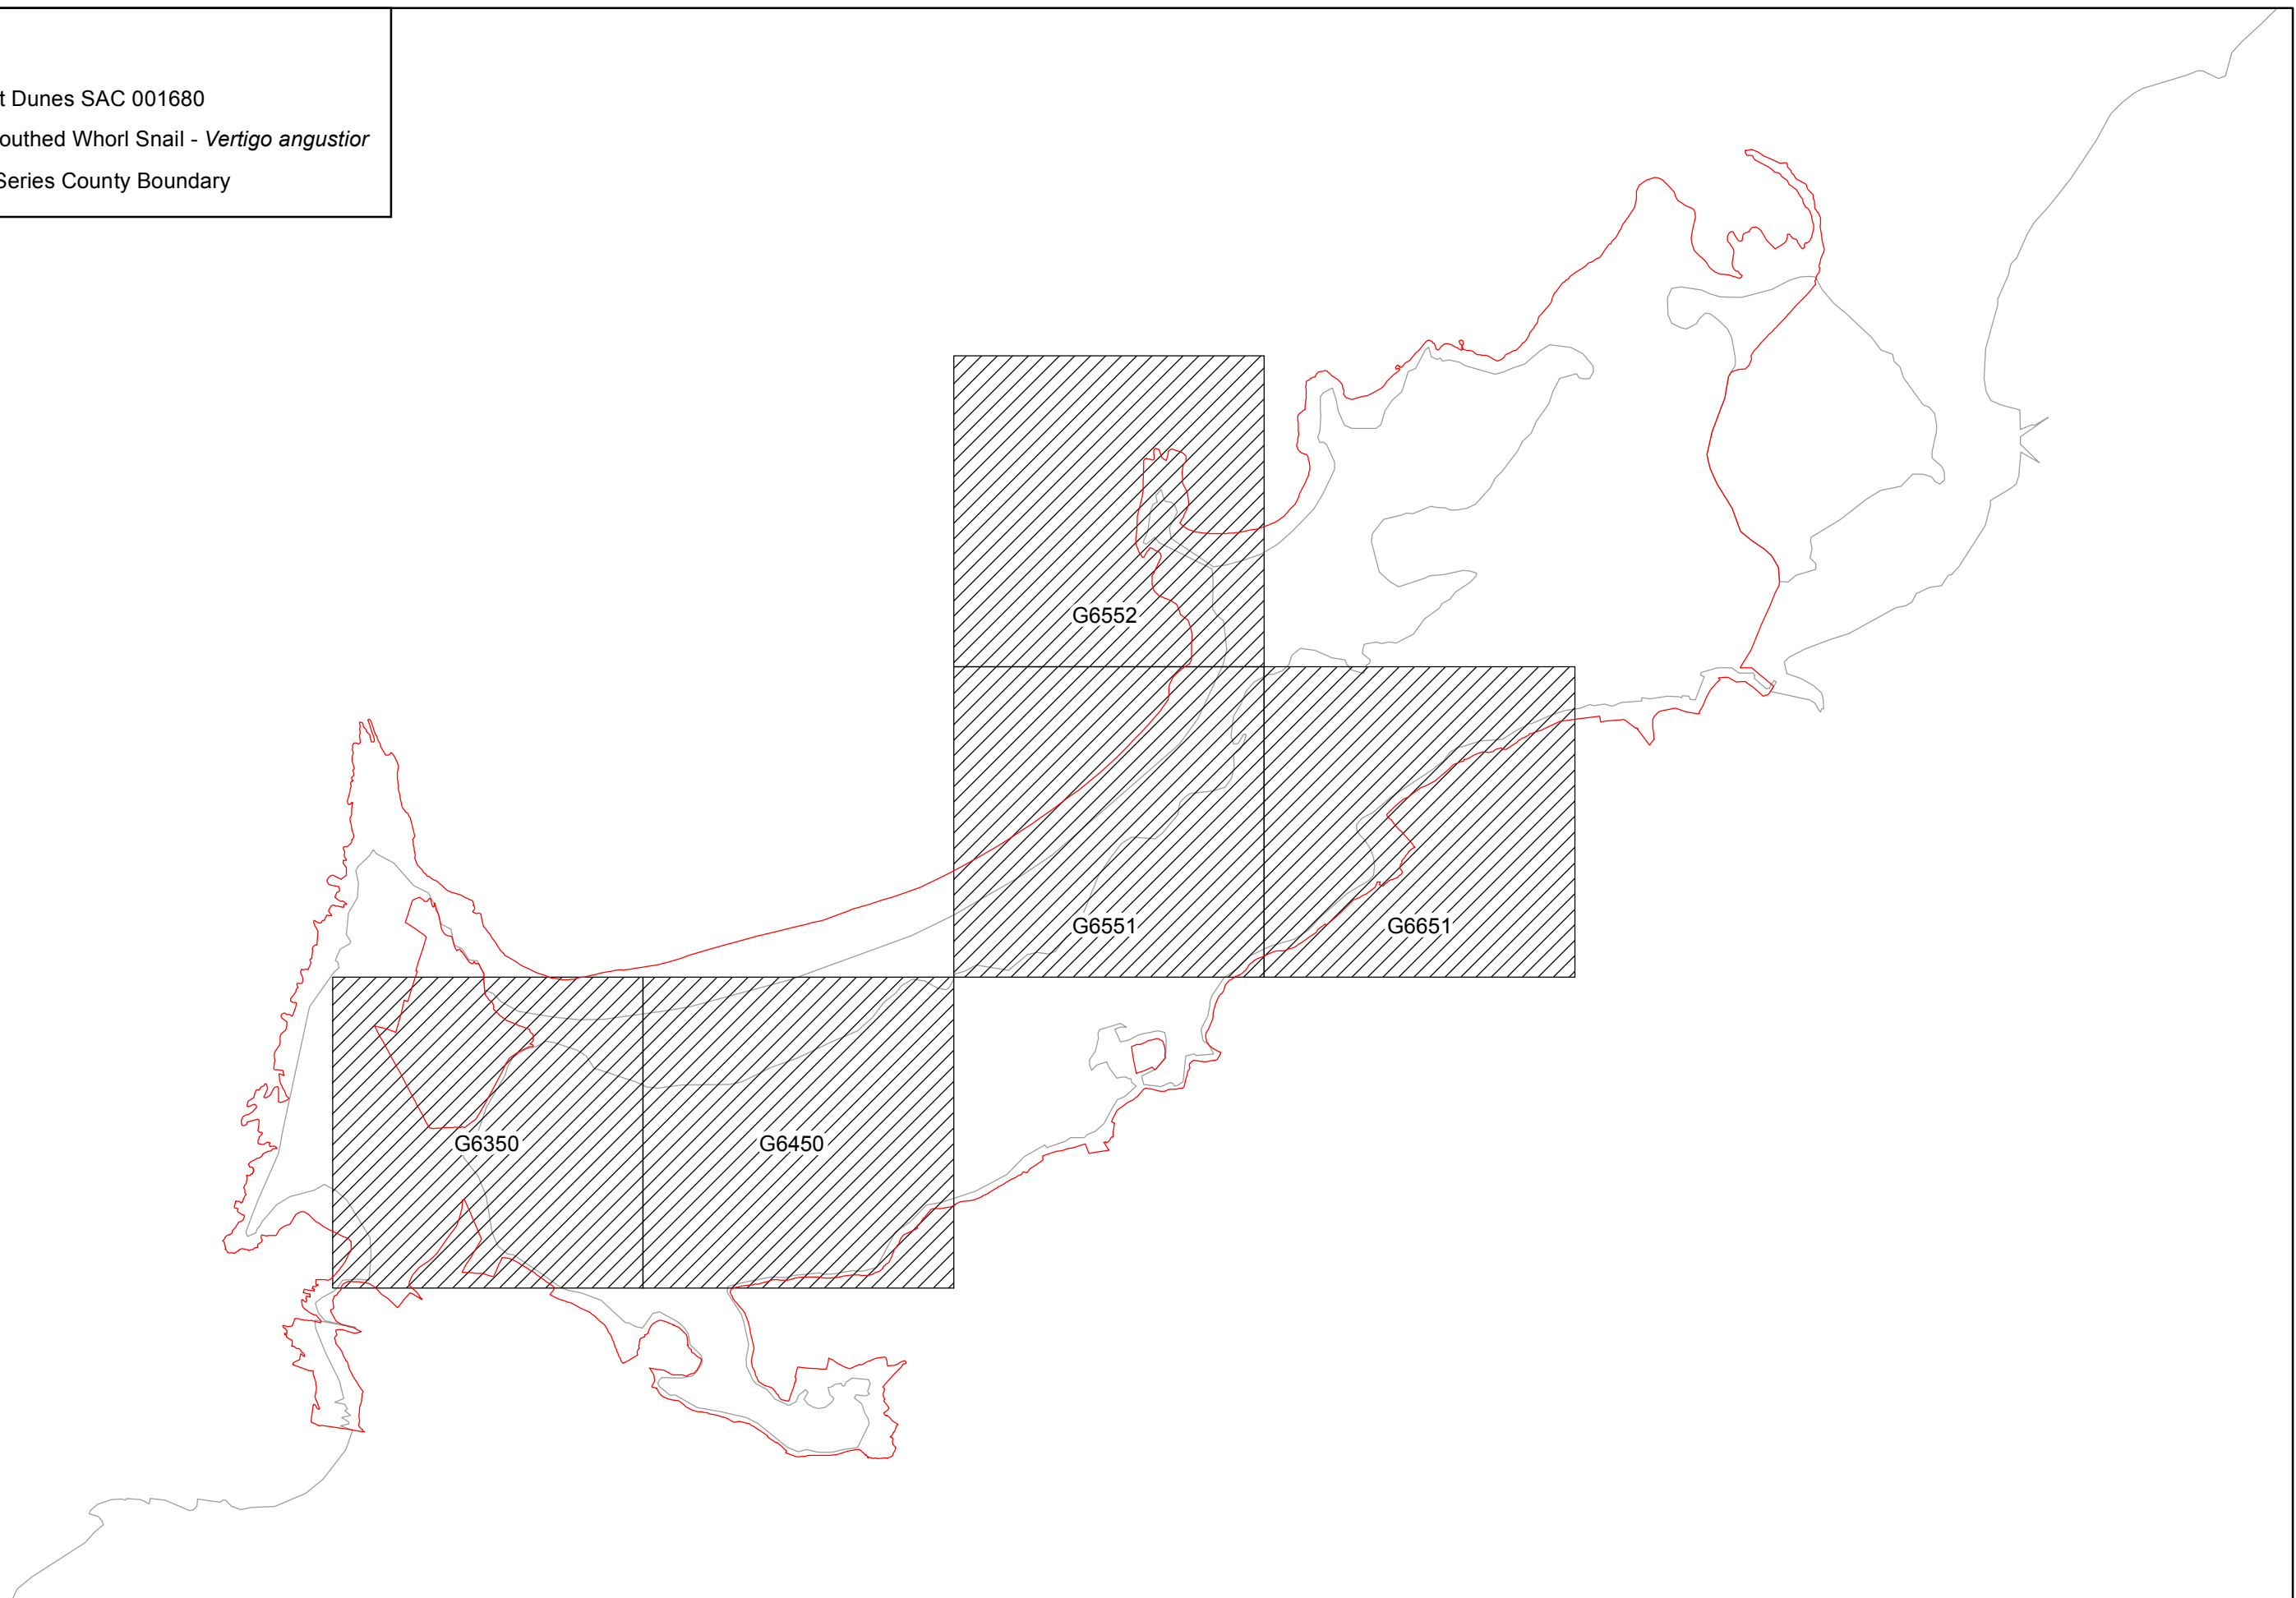 t Dunes SAC 001680
outhed Whorl Snail - Vertigo angustior
Series County Boundary
G6552
G6551
G6651
G6350
G6450